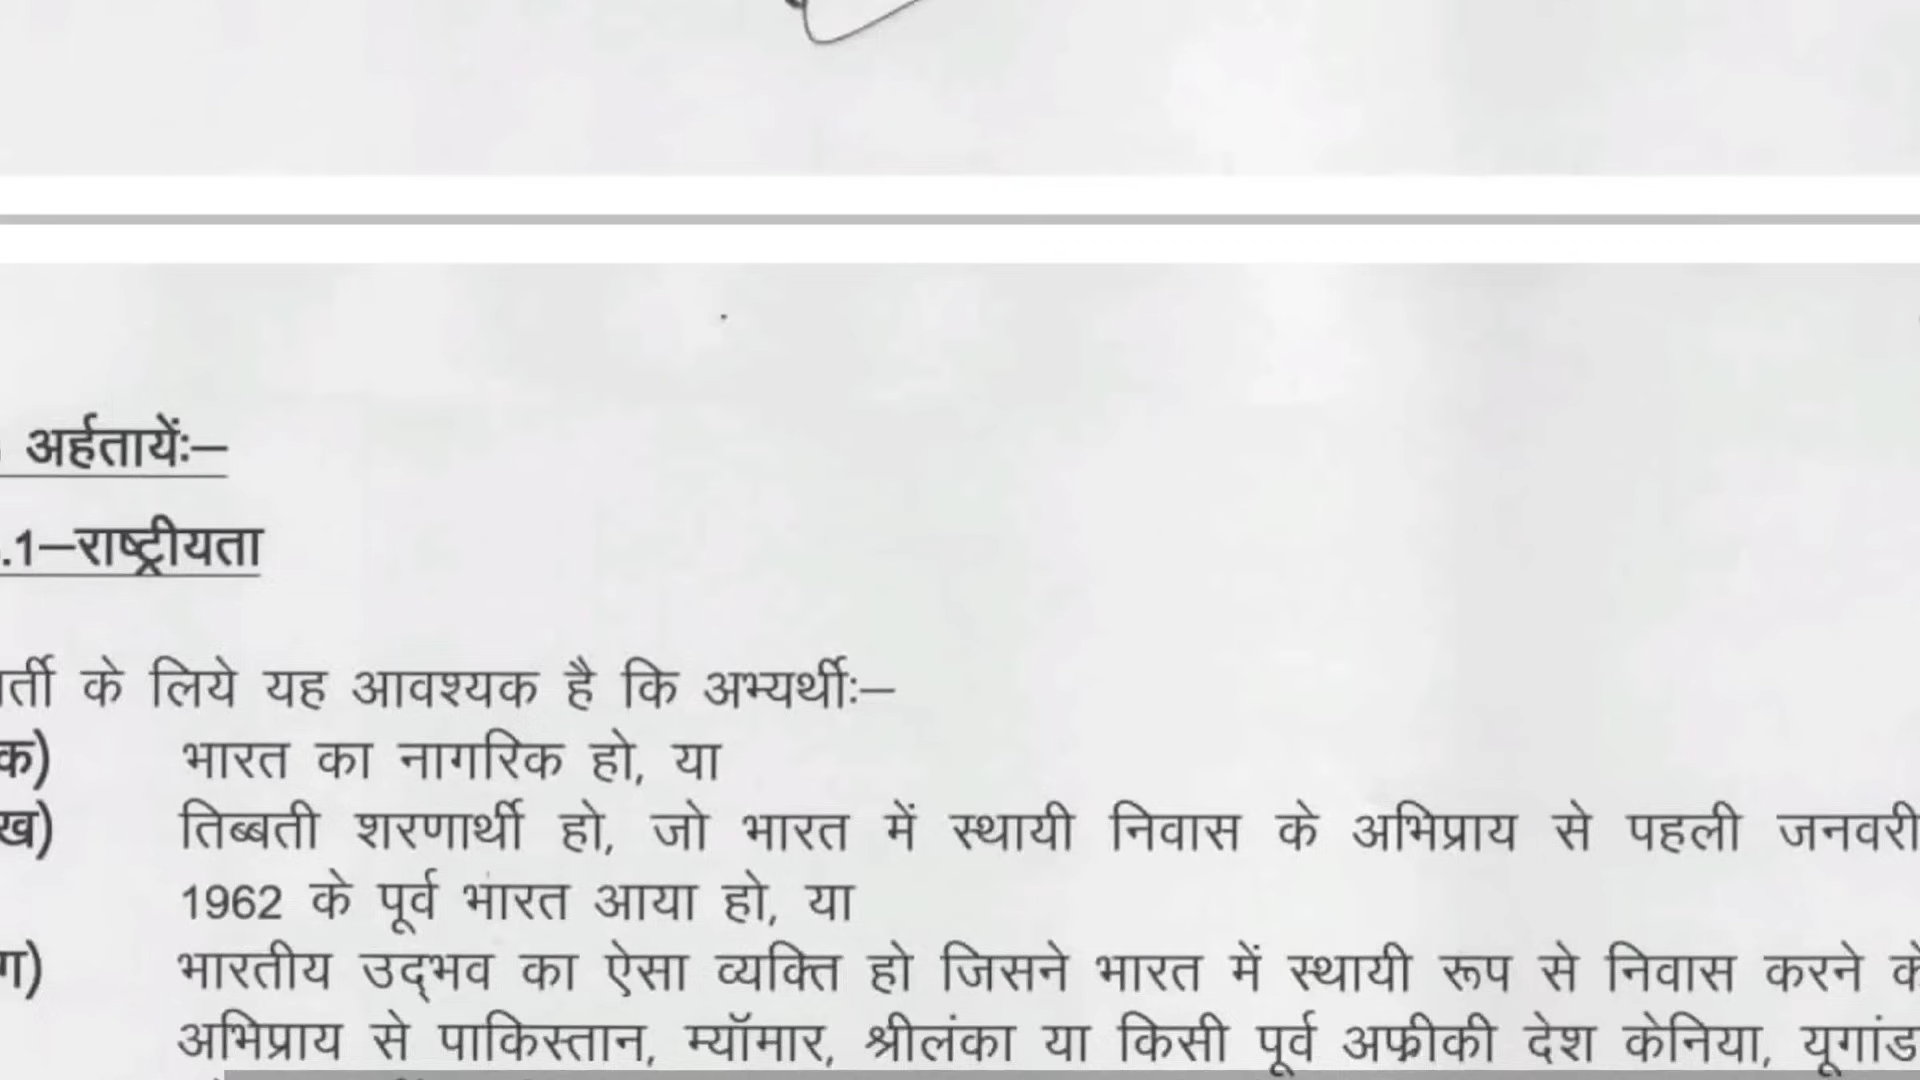 अर्हतायें:–
.1–राष्ट्रीयता
र्ती के लिये यह आवश्यक है कि अभ्यर्थी:–
क) भारत का नागरिक हो, या
ख) तिब्बती शरणार्थी हो, जो भारत में स्थायी निवास के अभिप्राय से पहली जनवरी
1962 के पूर्व भारत आया हो, या
ग) भारतीय उद्‌भव का ऐसा व्यक्ति हो जिसने भारत में स्थायी रूप से निवास करने के
अभिप्राय से पाकिस्तान, म्यॉमार, श्रीलंका या किसी पूर्व अफ्रीकी देश केनिया, यूगांड